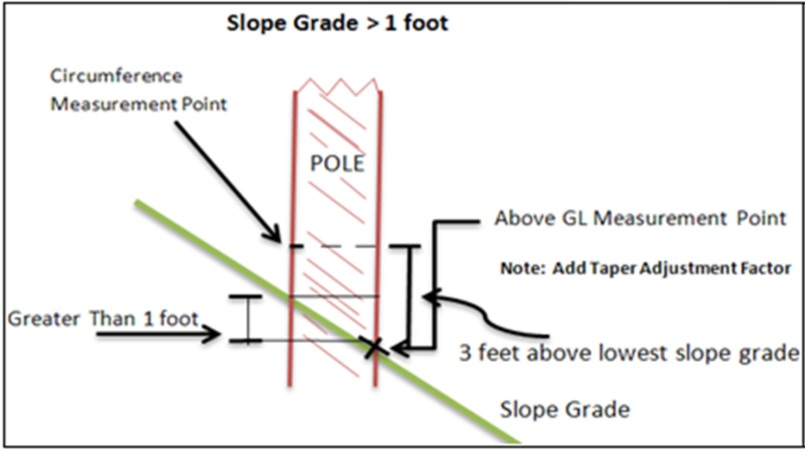 Slope Grade > 1 foot
Circumference
Measurement Point
POLE
Above GL Measurement Point
Note: Add Taper Adjustment Factor
Greater Than 1 foot
3 feet above lowest slope grade
Slope Grade